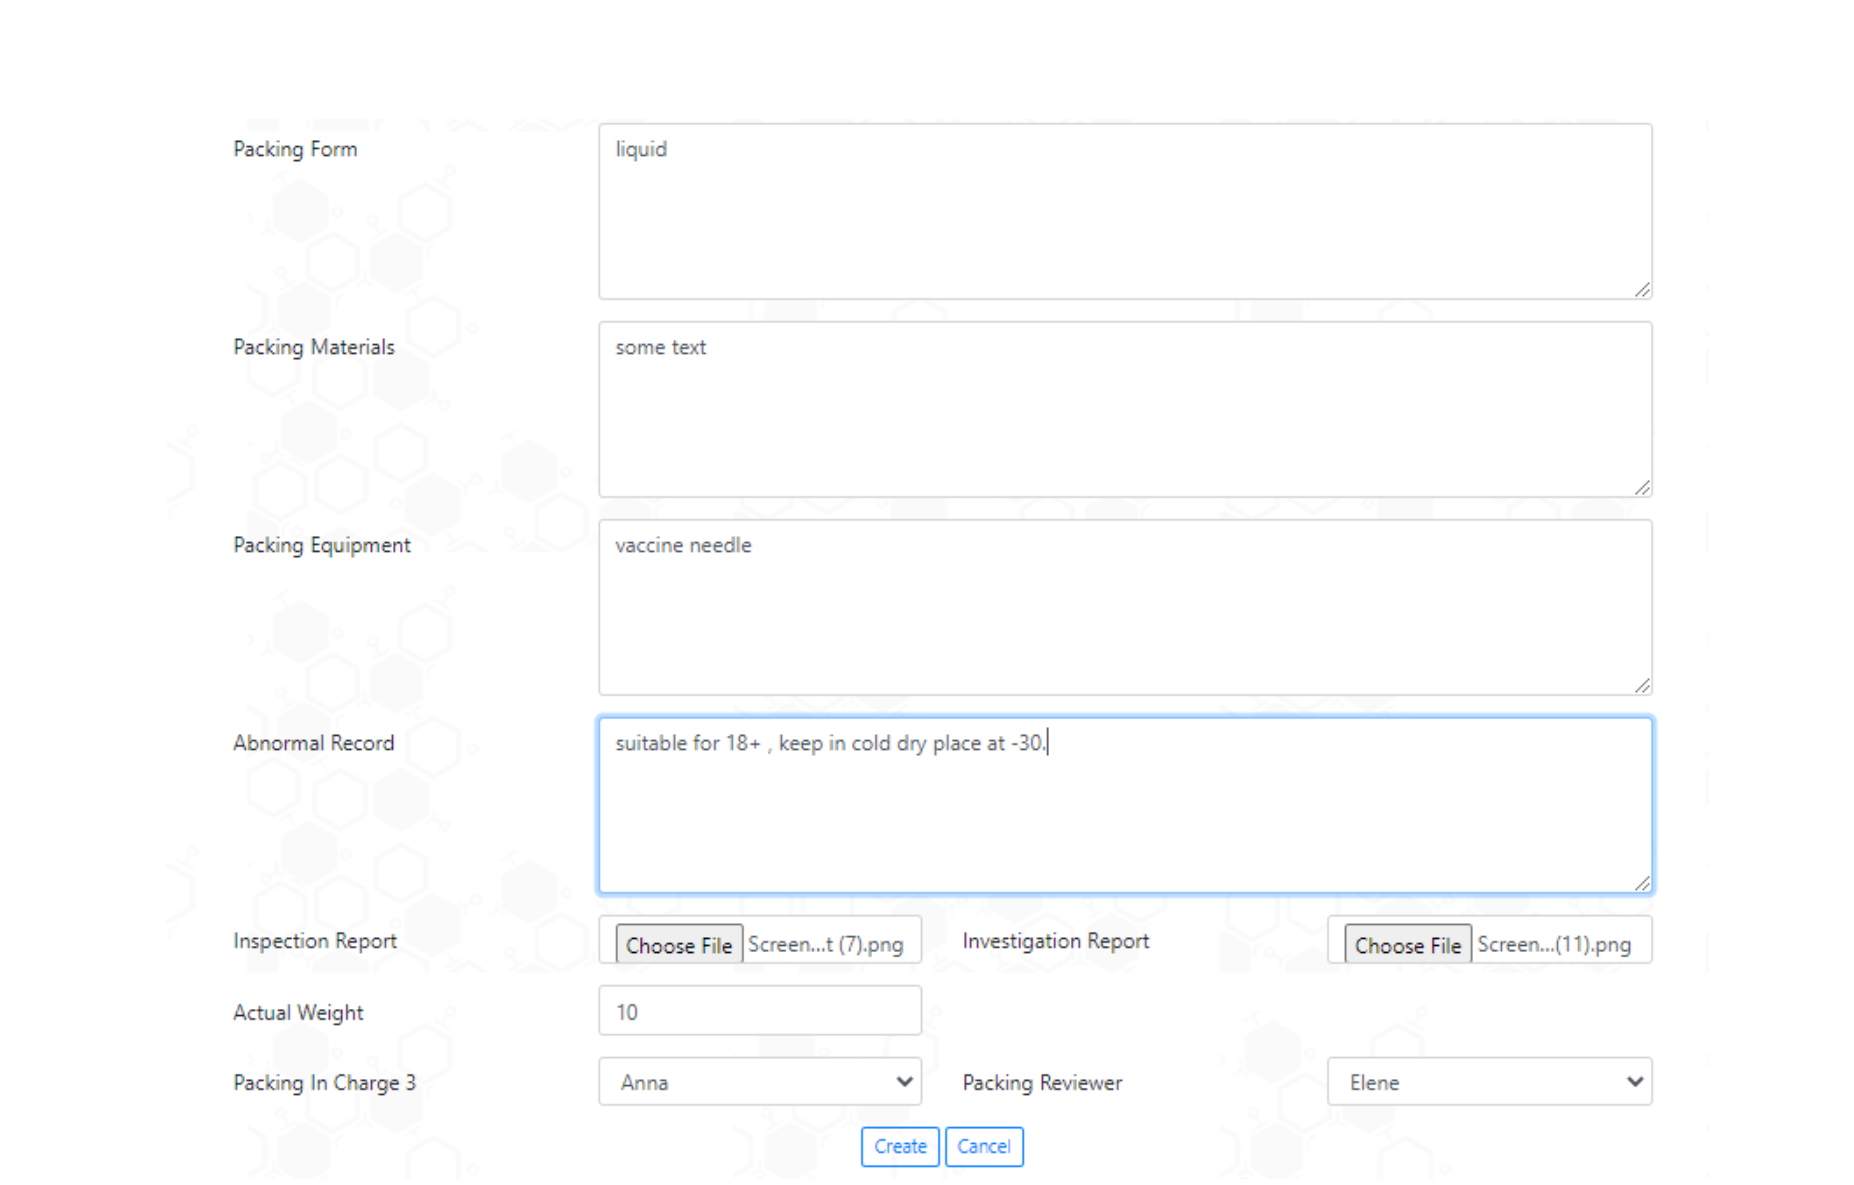 Packing Form
liquid
Packing Materials
some text
Packing Equipment
vaccine needle
Abnormal Record
suitable for 18+ , keep in cold dry place at -30.
Inspection Report Choose File Screen...t (7).png Investigation Report Choose File Screen...(11).png
Actual Weight 10
Packing In Charge 3 Anna Packing Reviewer Elene
Create Cancel